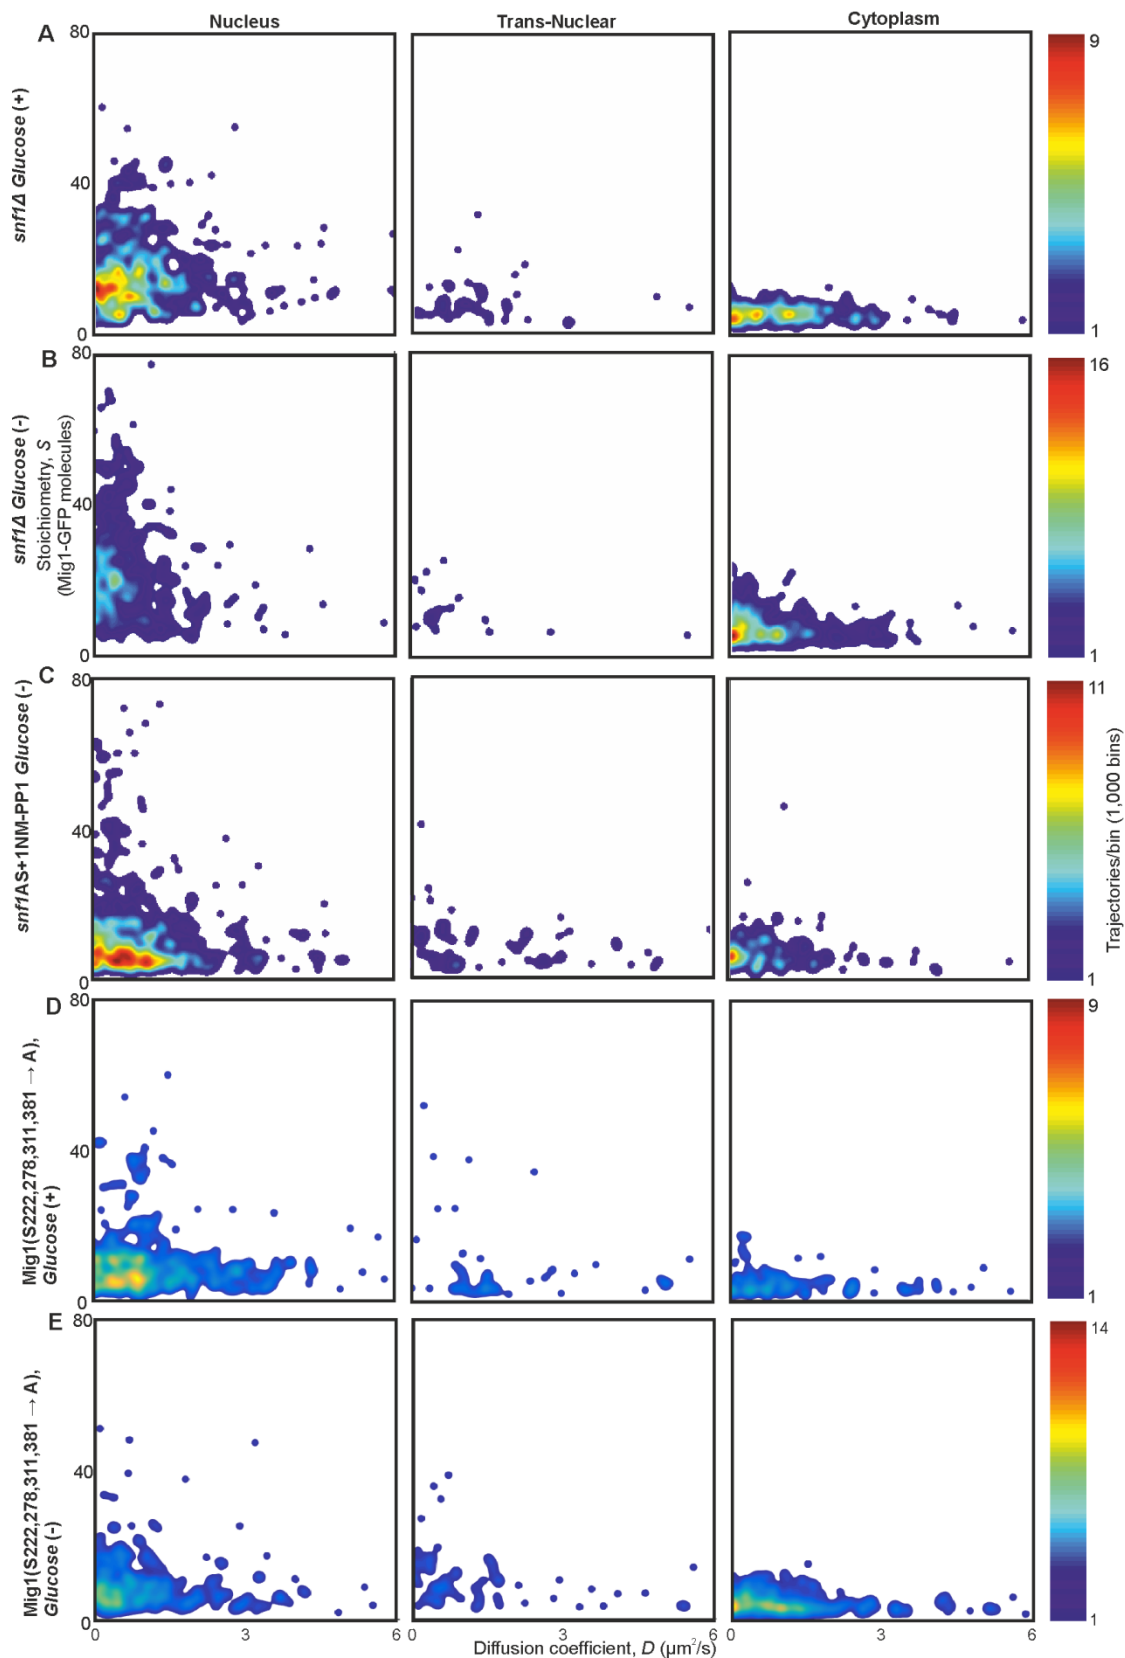 Nucleus
Trans-Nuclear
Cytoplasm
A
80
40
0
snf1Δ Glucose (+)
9
1
B
80
40
0
snf1Δ Glucose (-)
Stoichiometry, S
(Mig1-GFP molecules)
16
1
C
80
40
0
snf1AS+1NM-PP1 Glucose (-)
11
1
Trajectories/bin (1,000 bins)
D
80
40
0
Mig1(S222,278,311,381 → A),
Glucose (+)
9
1
E
80
40
0
Mig1(S222,278,311,381 → A),
Glucose (-)
14
1
0 3 6 0 3 6 0 3 6
Diffusion coefficient, D (µm²/s)